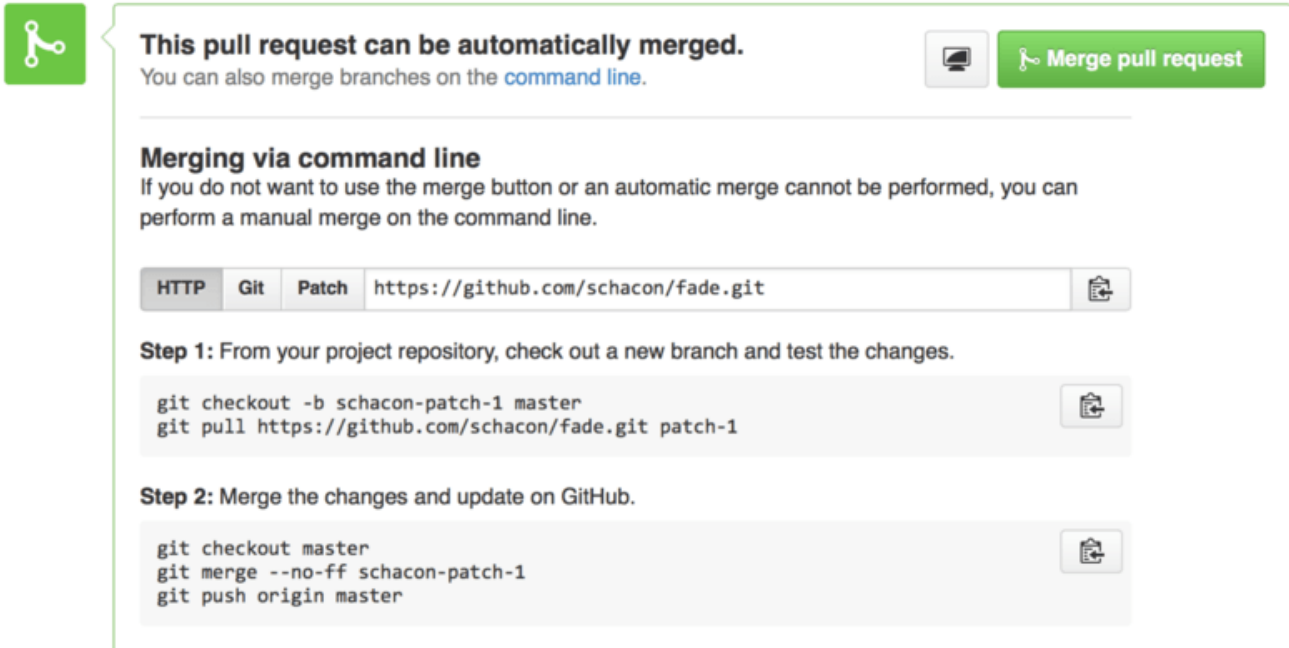 This pull request can be automatically merged.
You can also merge branches on the command line.
Merge pull request
Merging via command line
If you do not want to use the merge button or an automatic merge cannot be performed, you can
perform a manual merge on the command line.
HTTP Git Patch https://github.com/schacon/fade.git
Step 1: From your project repository, check out a new branch and test the changes.
git checkout -b schacon-patch-1 master
git pull https://github.com/schacon/fade.git patch-1
Step 2: Merge the changes and update on GitHub.
git checkout master
git merge --no-ff schacon-patch-1
git push origin master